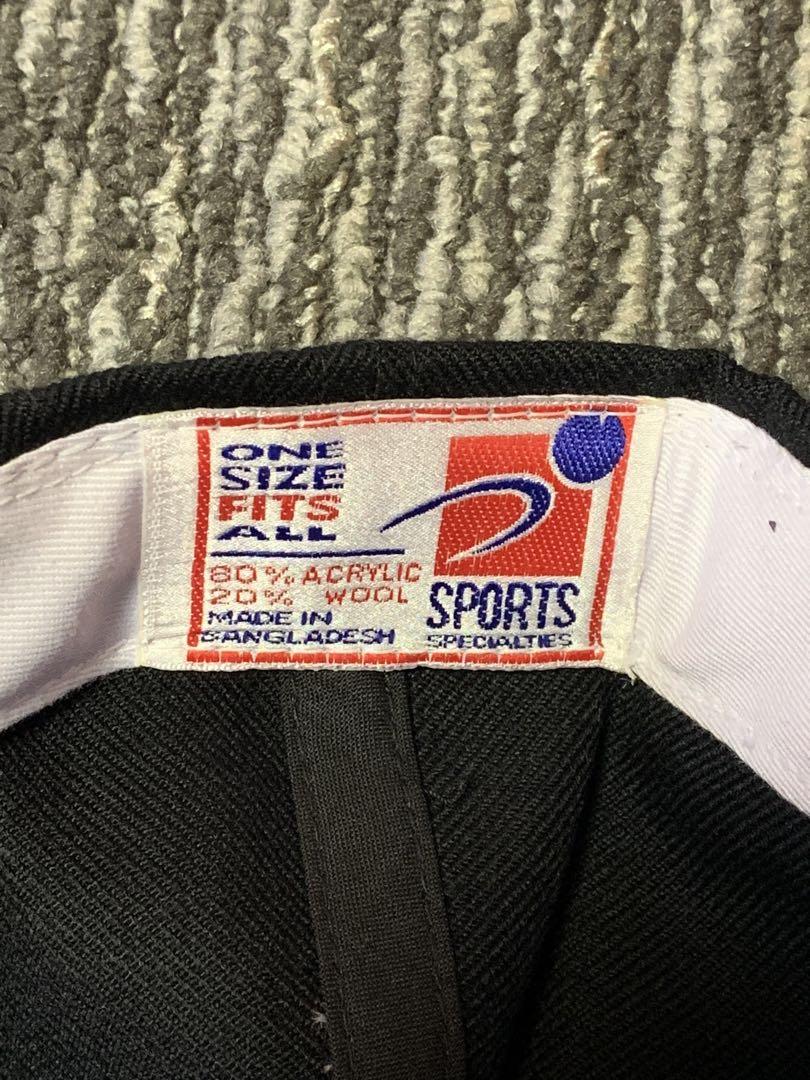 ONE
SIZE
FITS
ALL
80% ACRYLIC
20% WOOL
MADE IN
BANGLADESH
SPORTS
SPECIALTIES